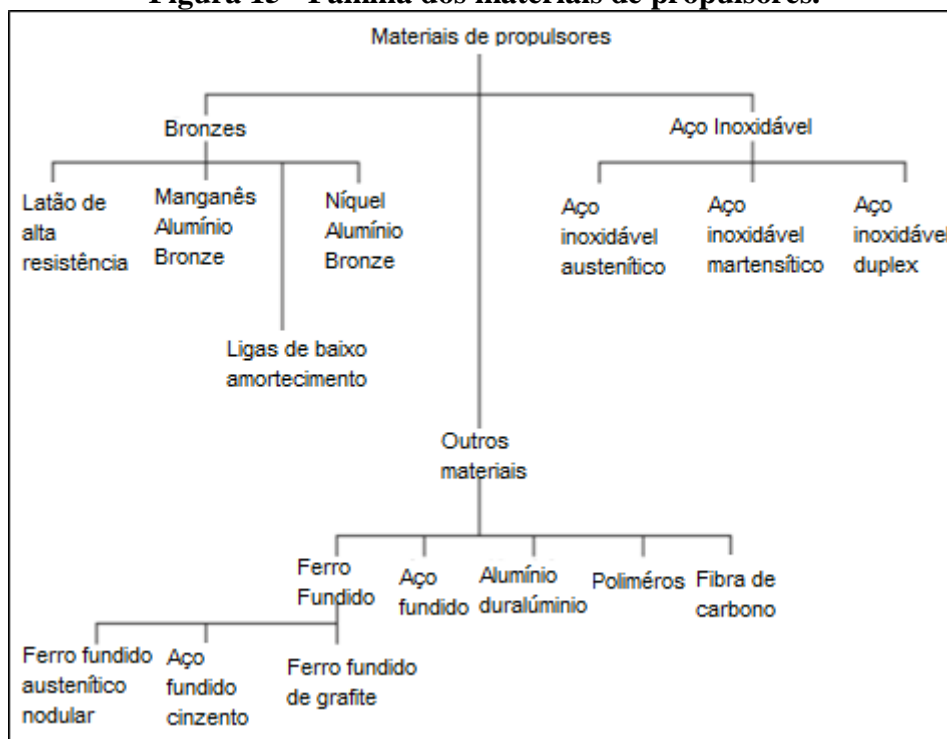 Figura 13 - Família dos materiais de propulsores.
Materiais de propulsores
Bronzes
Aço Inoxidável
Latão de
alta
resistência
Manganês
Alumínio
Bronze
Níquel
Alumínio
Bronze
Aço
inoxidável
austenítico
Aço
inoxidável
martensítico
Aço
inoxidável
duplex
Ligas de baixo
amortecimento
Outros
materiais
Ferro
Fundido
Aço
fundido
Alumínio
duralúminio
Poliméros
Fibra de
carbono
Ferro fundido
austenítico
nodular
Aço
fundido
cinzento
Ferro fundido
de grafite